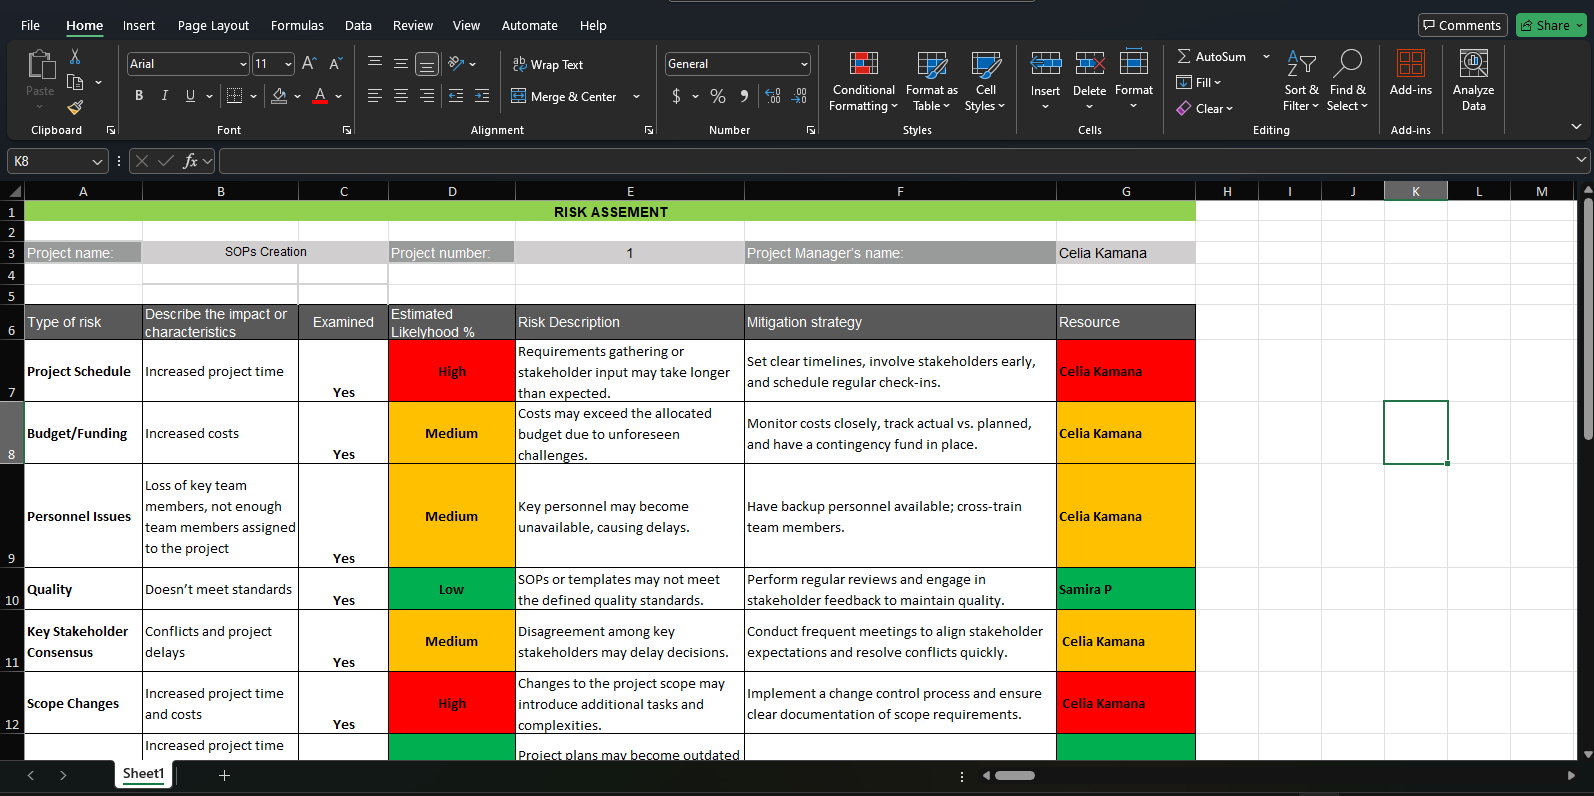 File Home Insert Page Layout Formulas Data Review View Automate Help Comments Share
Paste
Clipboard
Arial 11 A A
B I U A
Font
ab Wrap Text
Merge & Center
Alignment
General
$ % 9
Number
Conditional Formatting
Format as Table
Cell Styles
Styles
Insert Delete Format
Cells
AutoSum
Fill
Clear
Sort & Filter
Find & Select
Editing
Add-ins
Add-ins
Analyze Data
K8 fx
A B C D E F G H I J K L M
1 RISK ASSEMENT
2
3 Project name: SOPs Creation Project number: 1 Project Manager's name: Celia Kamana
4
5
6 Type of risk
Describe the impact or
characteristics
Examined
Estimated
Likelyhood %
Risk Description
Mitigation strategy
Resource
7 Project Schedule
Increased project time
Yes
High
Requirements gathering or
stakeholder input may take longer
than expected.
Set clear timelines, involve stakeholders early,
and schedule regular check-ins.
Celia Kamana
8 Budget/Funding
Increased costs
Yes
Medium
Costs may exceed the allocated
budget due to unforeseen
challenges.
Monitor costs closely, track actual vs. planned,
and have a contingency fund in place.
Celia Kamana
9 Personnel Issues
Loss of key team
members, not enough
team members assigned
to the project
Yes
Medium
Key personnel may become
unavailable, causing delays.
Have backup personnel available; cross-train
team members.
Celia Kamana
10 Quality
Doesn’t meet standards
Yes
Low
SOPs or templates may not meet
the defined quality standards.
Perform regular reviews and engage in
stakeholder feedback to maintain quality.
Samira P
11 Key Stakeholder
Consensus
Conflicts and project
delays
Yes
Medium
Disagreement among key
stakeholders may delay decisions.
Conduct frequent meetings to align stakeholder
expectations and resolve conflicts quickly.
Celia Kamana
12 Scope Changes
Increased project time
and costs
Yes
High
Changes to the project scope may
introduce additional tasks and
complexities.
Implement a change control process and ensure
clear documentation of scope requirements.
Celia Kamana
Increased project time
Project plans may become outdated
Sheet1